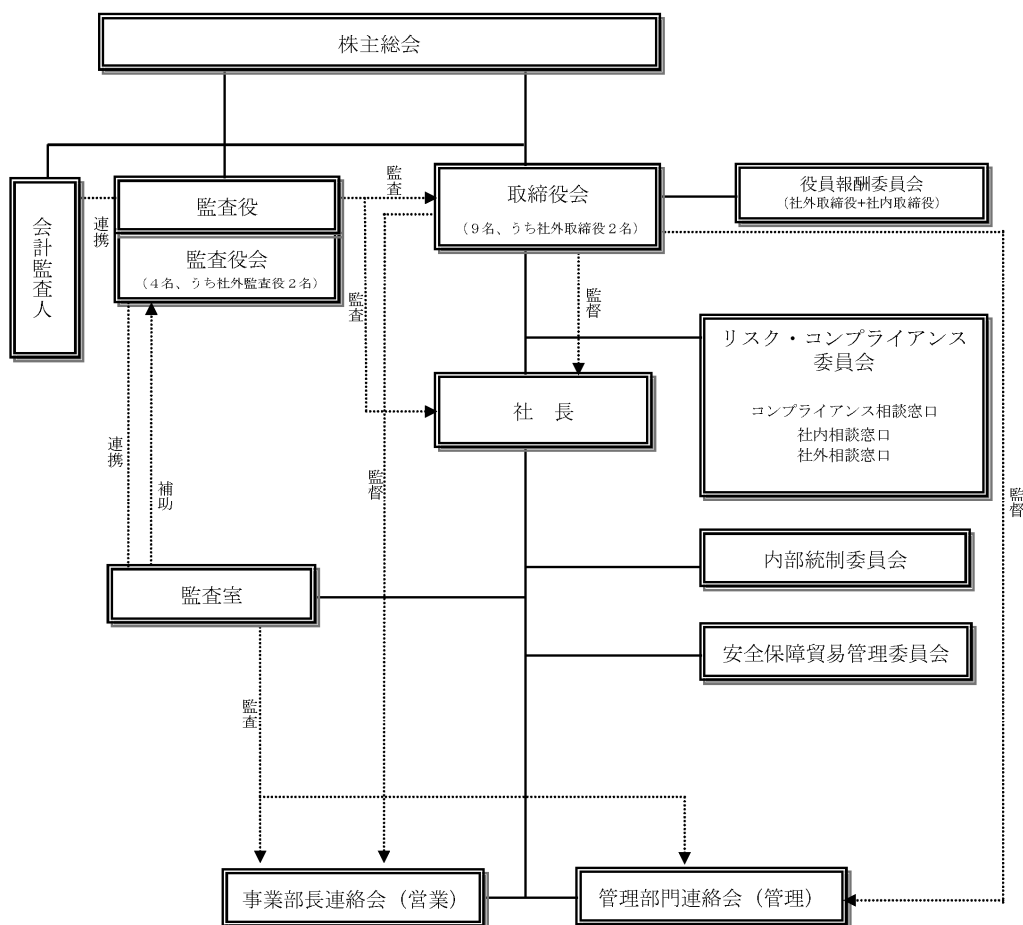 株主総会
監査
取締役会
（９名、うち社外取締役２名）
役員報酬委員会
（社外取締役+社内取締役）
会計監査人
連携
監査役
監査役会
（４名、うち社外監査役２名）
監査
監督
リスク・コンプライアンス
委員会
コンプライアンス相談窓口
社内相談窓口
社外相談窓口
社　長
連携
補助
監督
監督
内部統制委員会
監査室
安全保障貿易管理委員会
監査
事業部長連絡会（営業）
管理部門連絡会（管理）